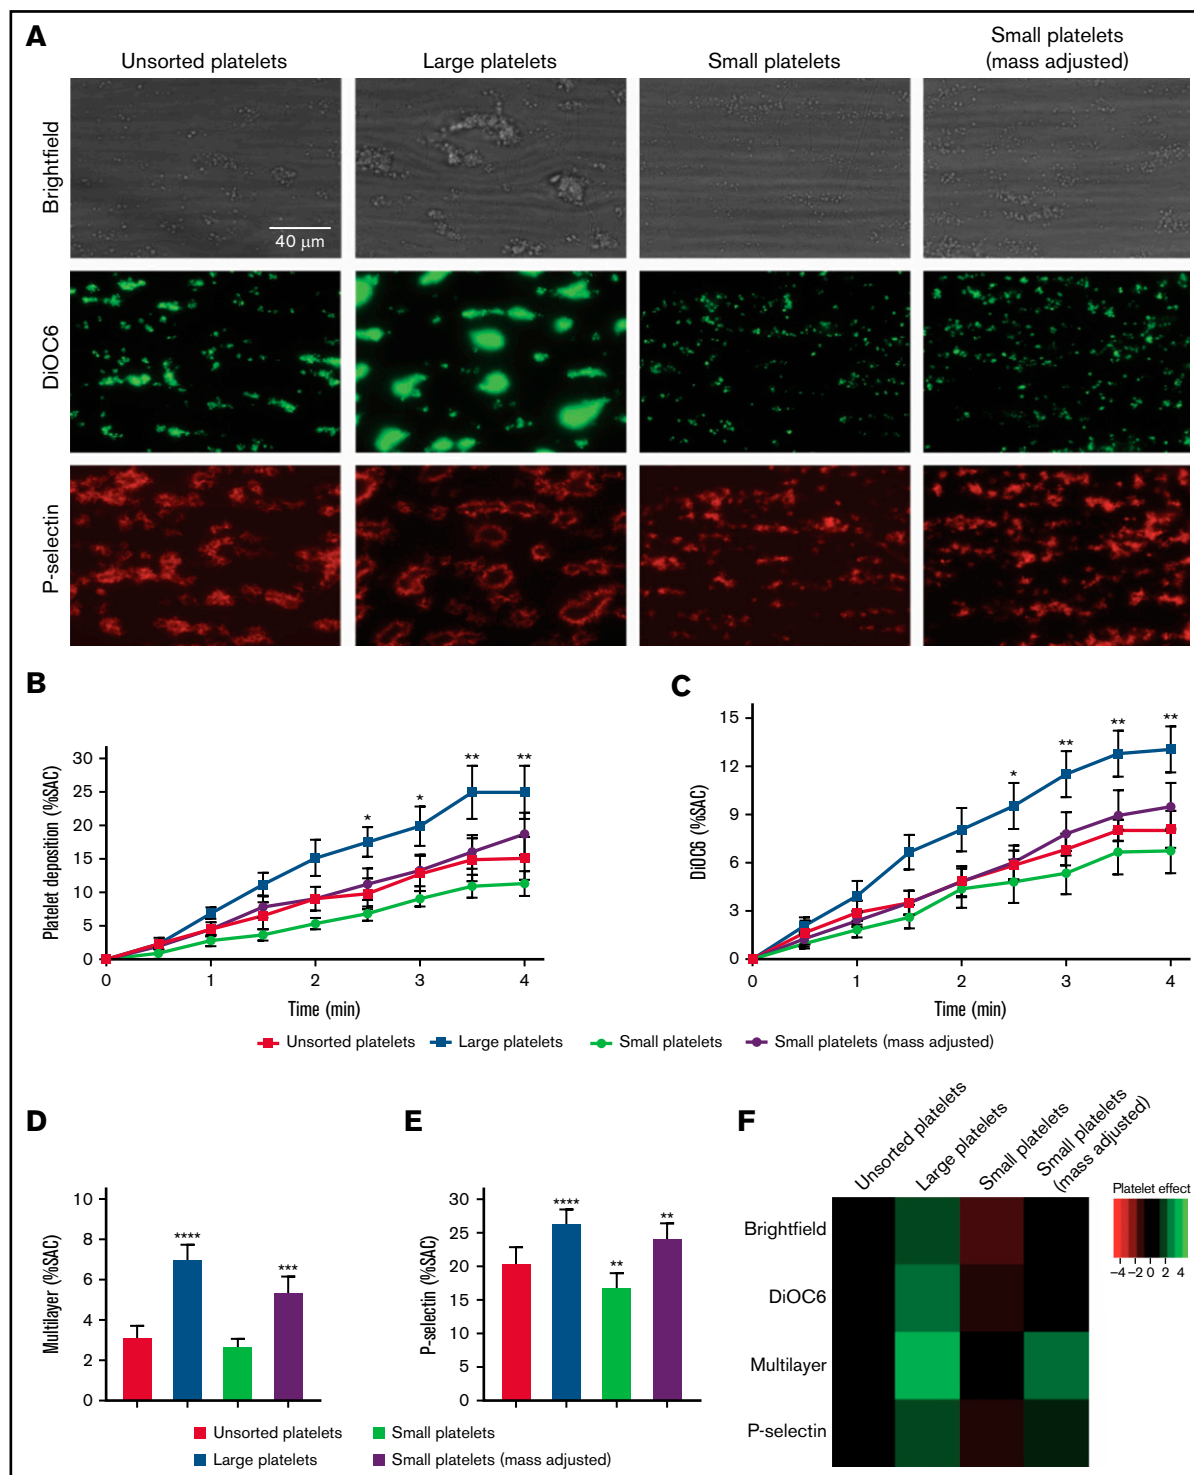 A
Unsorted platelets
Large platelets
Small platelets
Small platelets
(mass adjusted)
Brightfield
40 μm
DiOC6
P-selectin
B
Platelet deposition (%SAC)
30
25
20
15
10
5
0
* * ** **
0 1 2 3 4
Time (min)
C
DiOC6 (%SAC)
15
12
9
6
3
0
* ** ** **
0 1 2 3 4
Time (min)
Unsorted platelets
Large platelets
Small platelets
Small platelets (mass adjusted)
D
Multilayer (%SAC)
10
8
6
4
2
0
**** ***
E
P-selectin (%SAC)
30
25
20
15
10
5
0
**** ** **
Unsorted platelets
Small platelets
Large platelets
Small platelets (mass adjusted)
F
Unsorted platelets
Large platelets
Small platelets
Small platelets
(mass adjusted)
Brightfield
DiOC6
Multilayer
P-selectin
Platelet effect
−4 −2 0 2 4